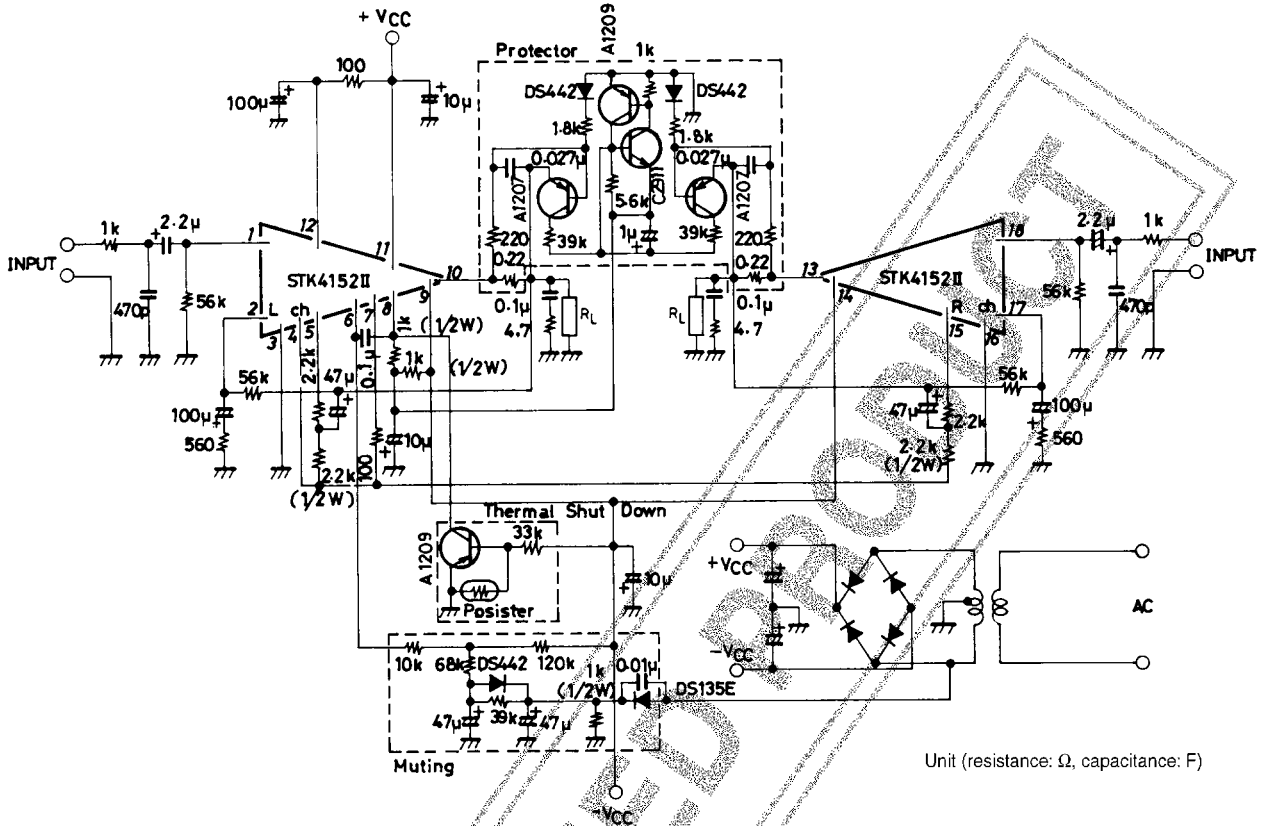 + VCC
A1209
1k
Protector
100
100µ
+
10µ
+
DS442
DS442
1.8k
1.8k
0.027µ
0.027µ
A1207
C2911
A1207
5.6k
1µ
+
39k
39k
220
220
0.22
0.22
1k
2.2µ
+
INPUT
470p
56k
1
12
11
10
STK4152II
9
2
L ch
3
4
5
6
7
8
0.1µ
4.7
RL
RL
0.1µ
4.7
13
14
STK4152II
18
R ch
17
15
16
2.2µ
+
1k
INPUT
56k
470p
56k
100µ
+
560
2.2k
47µ
+
0.1µ
1k
(1/2W)
1k
(1/2W)
10µ
+
100
2.2k
(1/2W)
47µ
+
2.2k
2.2k
(1/2W)
56k
100µ
+
560
Thermal Shut Down
A1209
33k
Posister
10µ
+
+VCC
+
+
-VCC
AC
10k
68k
DS442
120k
1k
(1/2W)
0.01µ
DS135E
47µ
+
39k
+
47µ
Muting
-VCC
Unit (resistance: Ω, capacitance: F)
ED PRODUCT